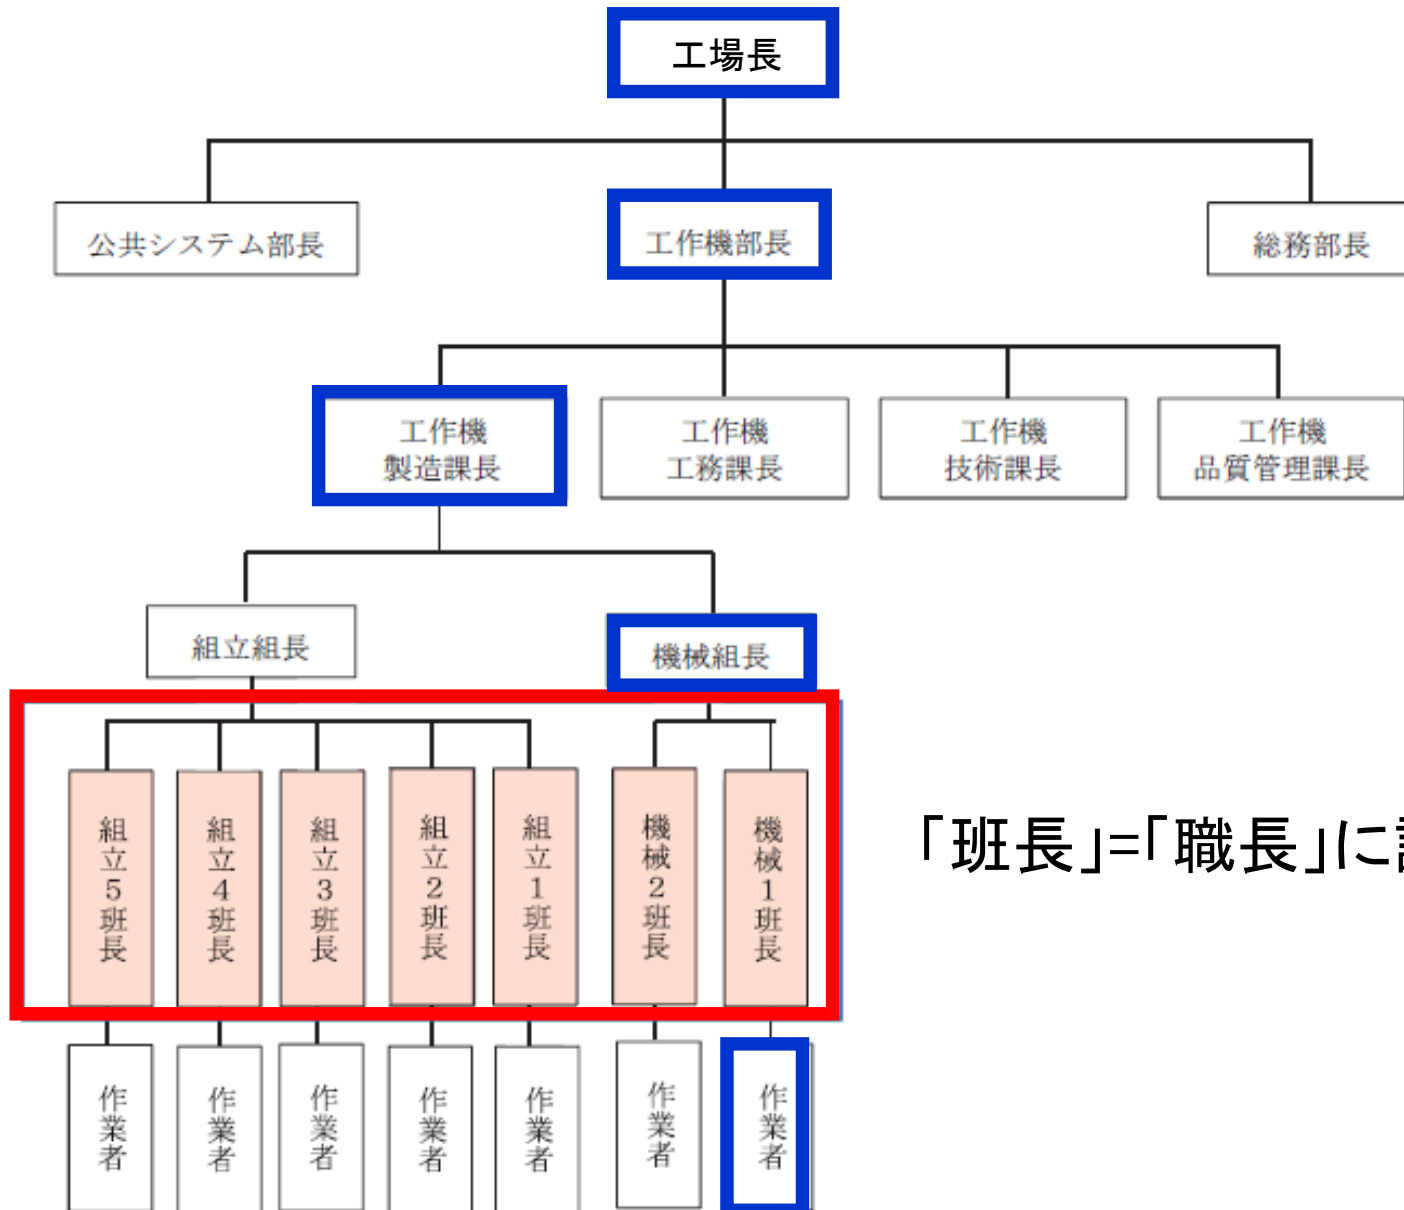 工場長
公共システム部長
工作機部長
総務部長
工作機
製造課長
工作機
工務課長
工作機
技術課長
工作機
品質管理課長
組立組長
機械組長
組立5班長
組立4班長
組立3班長
組立2班長
組立1班長
機械2班長
機械1班長
「班長」=「職長」に
作業者
作業者
作業者
作業者
作業者
作業者
作業者